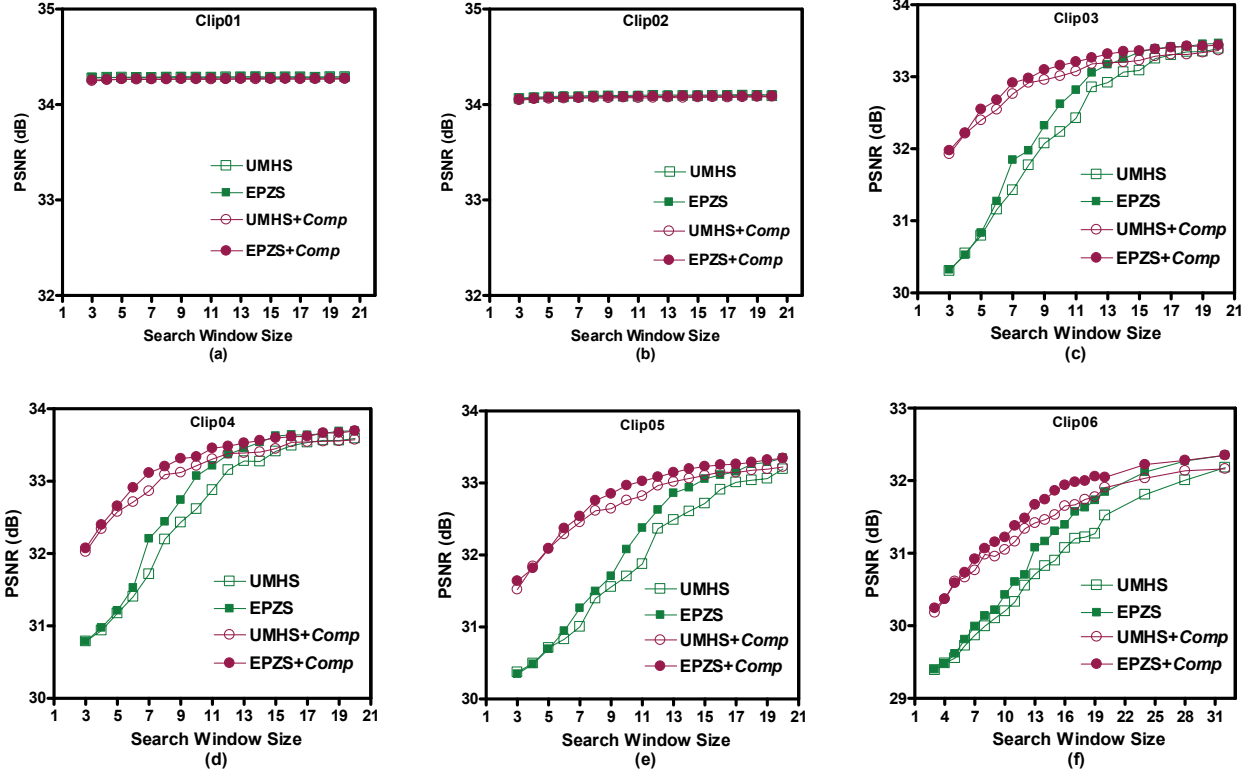 Clip01
35
34
33
32
PSNR (dB)
UMHS
EPZS
UMHS+Comp
EPZS+Comp
1 3 5 7 9 11 13 15 17 19 21
Search Window Size
(a)
Clip02
35
34
33
32
PSNR (dB)
UMHS
EPZS
UMHS+Comp
EPZS+Comp
1 3 5 7 9 11 13 15 17 19 21
Search Window Size
(b)
Clip03
34
33
32
31
30
PSNR (dB)
UMHS
EPZS
UMHS+Comp
EPZS+Comp
1 3 5 7 9 11 13 15 17 19 21
Search Window Size
(c)
Clip04
34
33
32
31
30
PSNR (dB)
UMHS
EPZS
UMHS+Comp
EPZS+Comp
1 3 5 7 9 11 13 15 17 19 21
Search Window Size
(d)
Clip05
34
33
32
31
30
PSNR (dB)
UMHS
EPZS
UMHS+Comp
EPZS+Comp
1 3 5 7 9 11 13 15 17 19 21
Search Window Size
(e)
Clip06
33
32
31
30
29
PSNR (dB)
UMHS
EPZS
UMHS+Comp
EPZS+Comp
1 4 7 10 13 16 19 22 25 28 31
Search Window Size
(f)